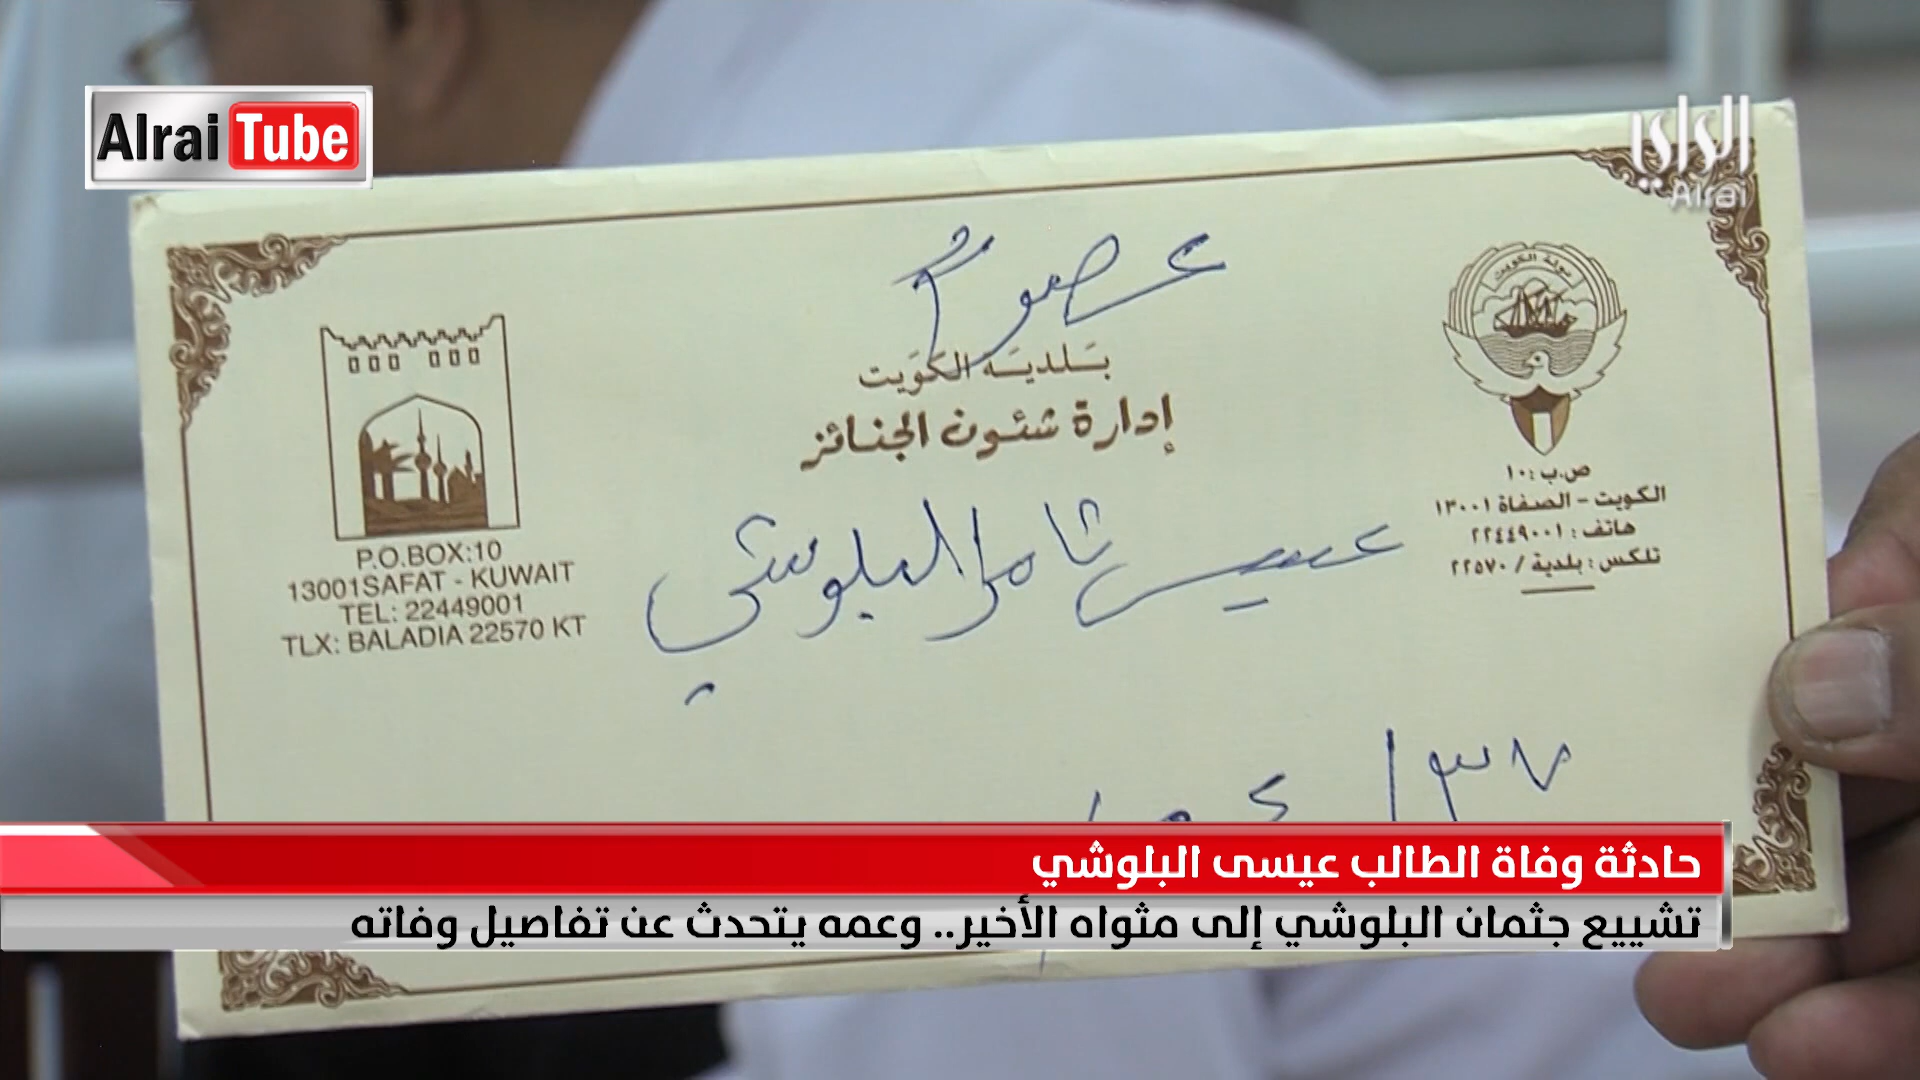 Alrai Tube
الراي
Alrai
دولة الكويت
بلدية الكويت
إدارة شئون الجنائز
ص.ب : ١٠
الكويت - الصفاة ١٣٠٠١
هاتف : ٢٢٤٤٩٠٠١
تلكس : بلدية / ٢٢٥٧٠
P.O.BOX:10
13001SAFAT - KUWAIT
TEL: 22449001
TLX: BALADIA 22570 KT
عيسى ثامر البلوشي
حادثة وفاة الطالب عيسى البلوشي
تشييع جثمان البلوشي إلى مثواه الأخير.. وعمه يتحدث عن تفاصيل وفاته